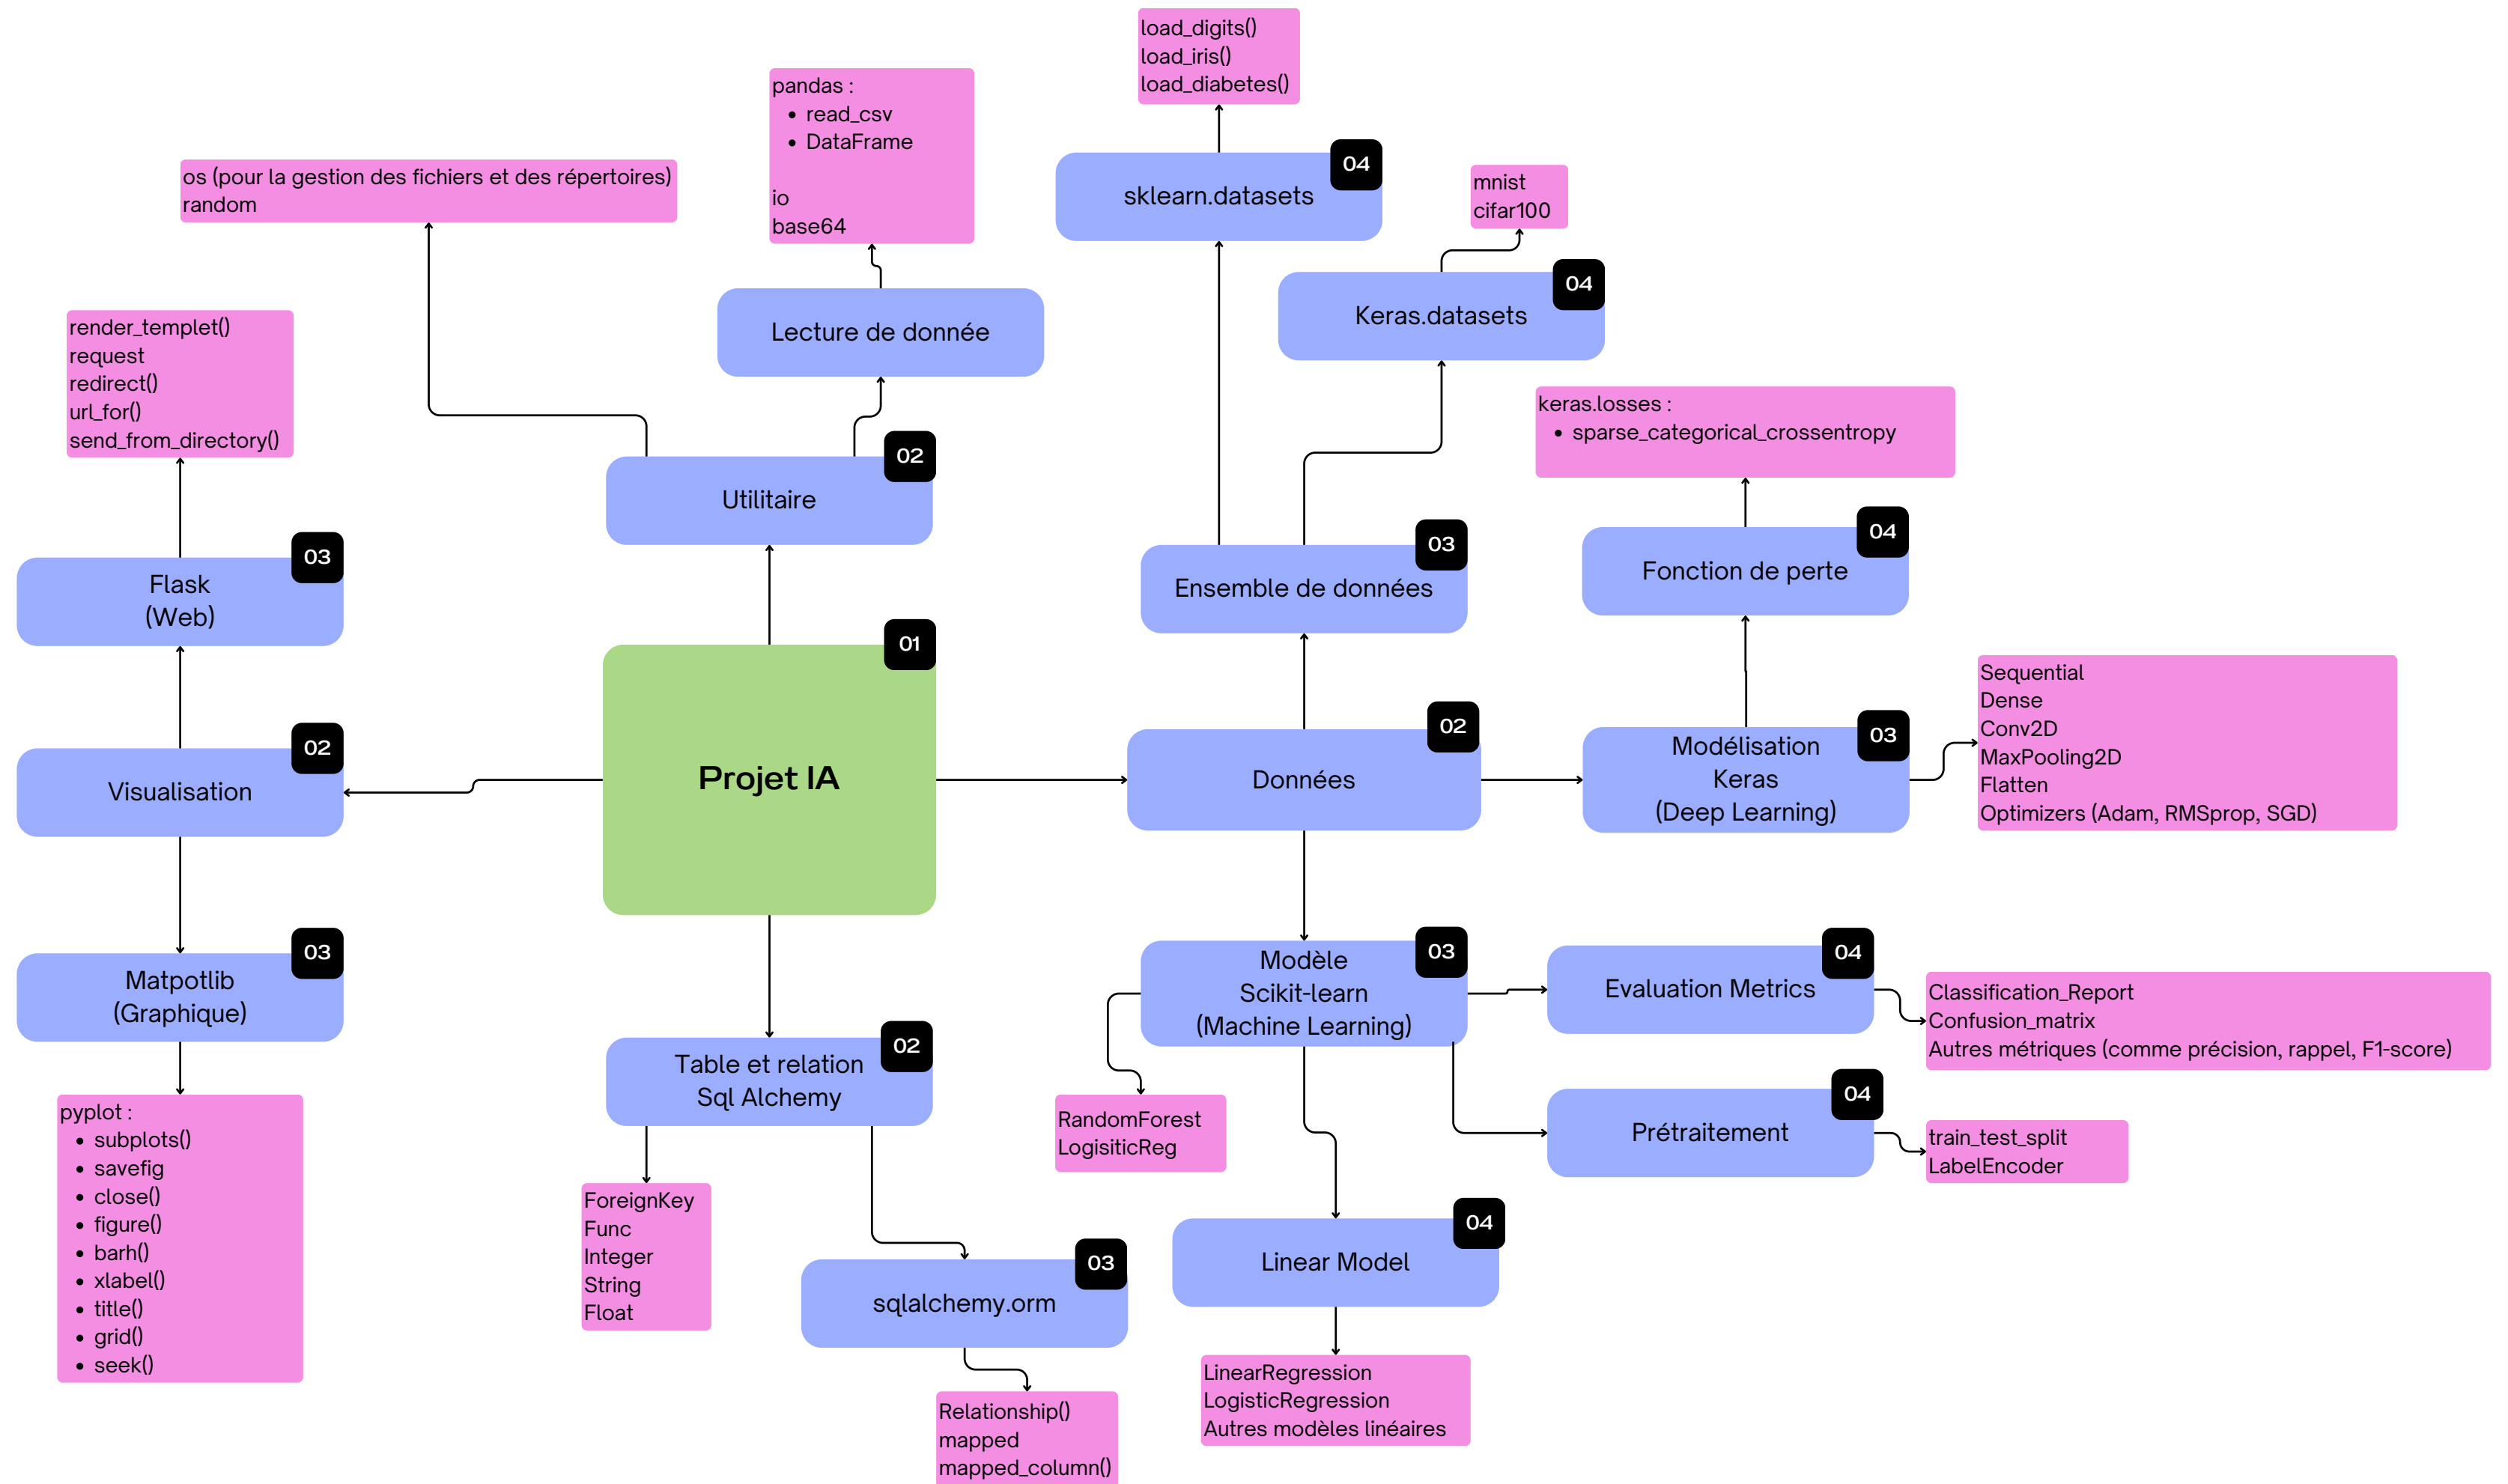 load_digits()
load_iris()
load_diabetes()
04
sklearn.datasets
pandas :
• read_csv
• DataFrame
io
base64
os (pour la gestion des fichiers et des répertoires)
random
mnist
cifar100
04
Keras.datasets
Lecture de donnée
render_templet()
request
redirect()
url_for()
send_from_directory()
keras.losses :
• sparse_categorical_crossentropy
02
Utilitaire
03
Flask
(Web)
03
Ensemble de données
04
Fonction de perte
01
Projet IA
02
Visualisation
02
Données
03
Modélisation
Keras
(Deep Learning)
Sequential
Dense
Conv2D
MaxPooling2D
Flatten
Optimizers (Adam, RMSprop, SGD)
03
Matpotlib
(Graphique)
03
Modèle
Scikit-learn
(Machine Learning)
04
Evaluation Metrics
Classification_Report
Confusion_matrix
Autres métriques (comme précision, rappel, F1-score)
02
Table et relation
Sql Alchemy
04
Prétraitement
train_test_split
LabelEncoder
RandomForest
LogisiticReg
pyplot :
• subplots()
• savefig
• close()
• figure()
• barh()
• xlabel()
• title()
• grid()
• seek()
ForeignKey
Func
Integer
String
Float
03
sqlalchemy.orm
04
Linear Model
LinearRegression
LogisticRegression
Autres modèles linéaires
Relationship()
mapped
mapped_column()